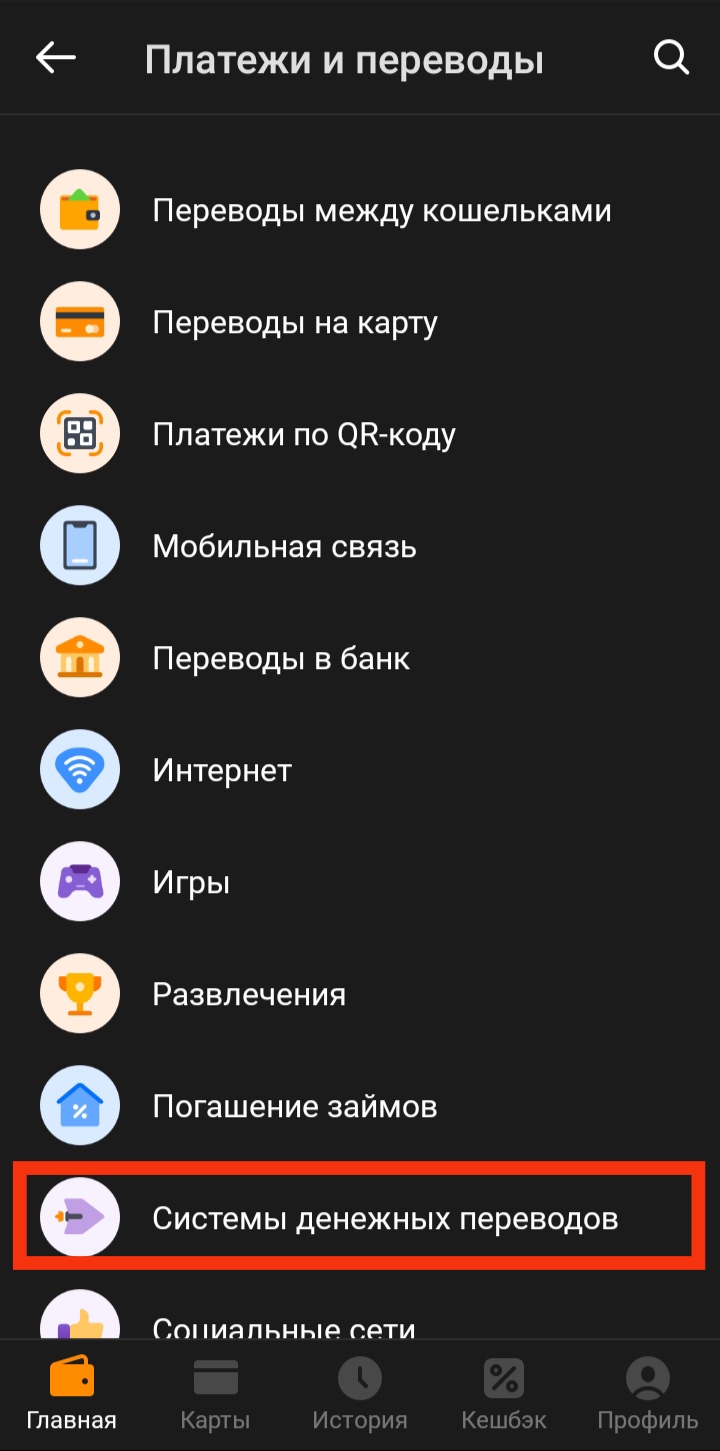 Платежи и переводы
Переводы между кошельками
Переводы на карту
Платежи по QR-коду
Мобильная связь
Переводы в банк
Интернет
Игры
Развлечения
Погашение займов
Системы денежных переводов
Социальные сети
Главная Карты История Кешбэк Профиль